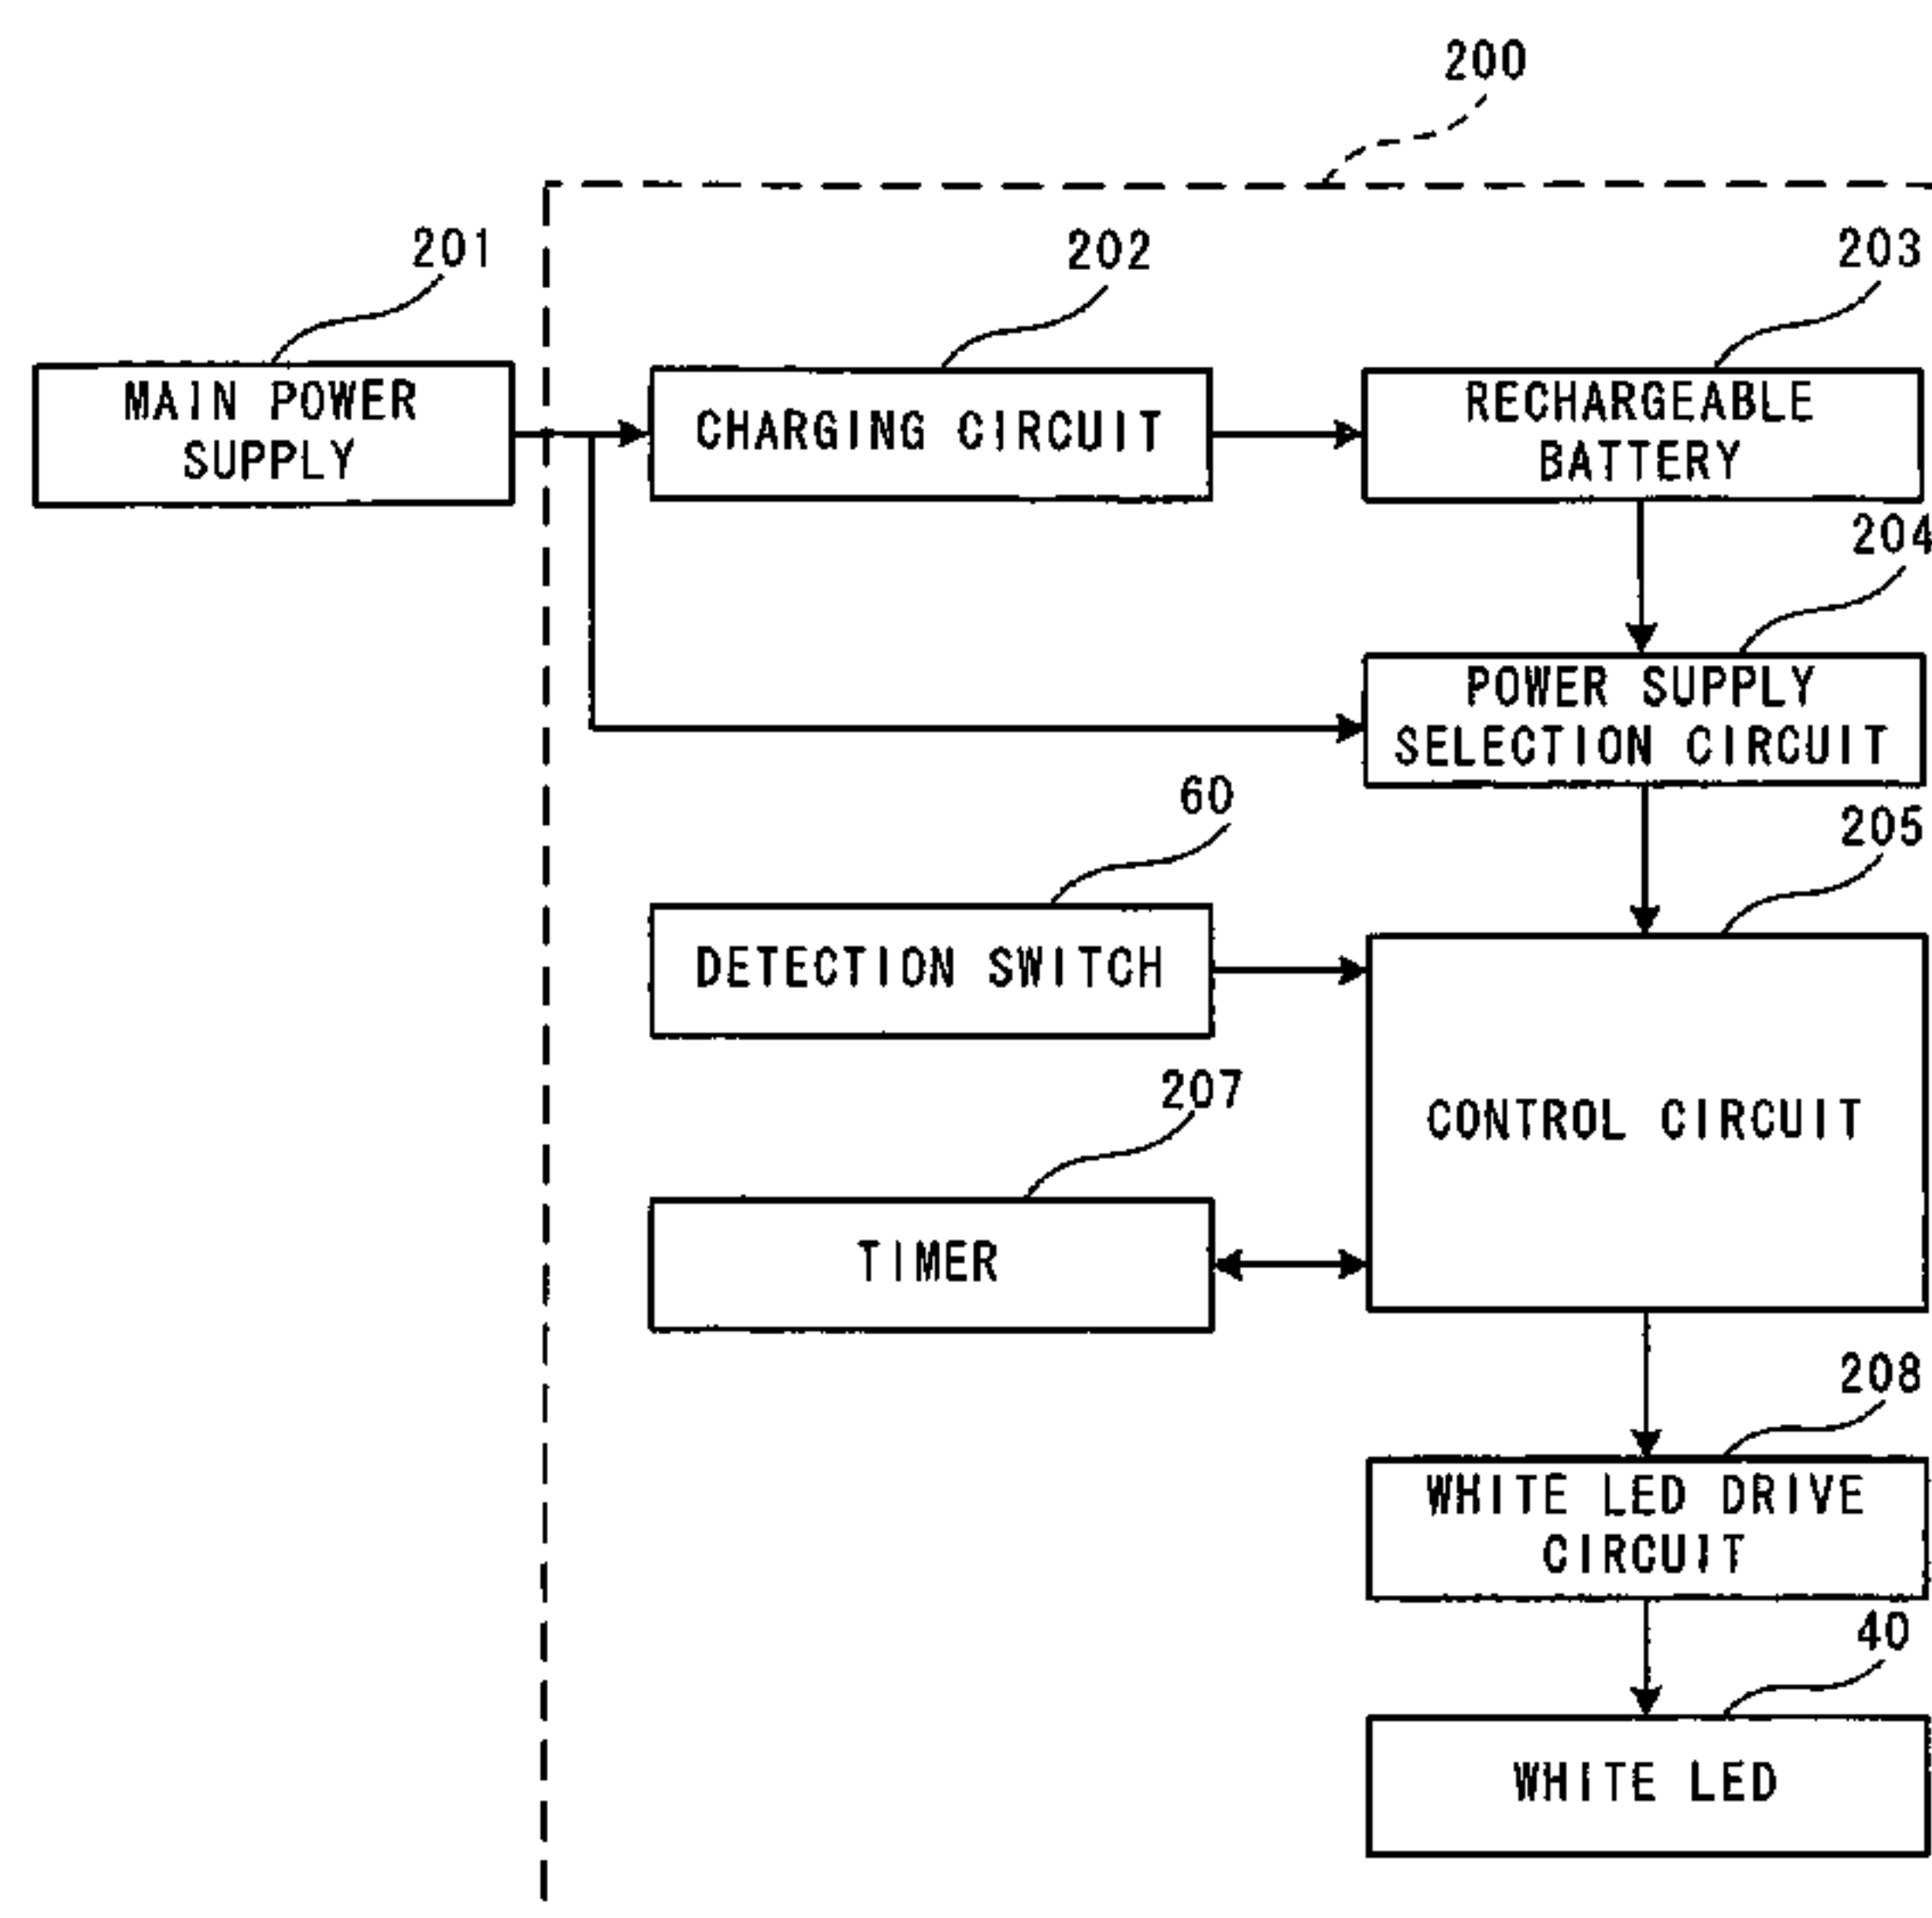 200
201
202
203
MAIN POWER
SUPPLY
CHARGING CIRCUIT
RECHARGEABLE
BATTERY
204
POWER SUPPLY
SELECTION CIRCUIT
60
205
DETECTION SWITCH
CONTROL CIRCUIT
207
TIMER
208
WHITE LED DRIVE
CIRCUIT
40
WHITE LED